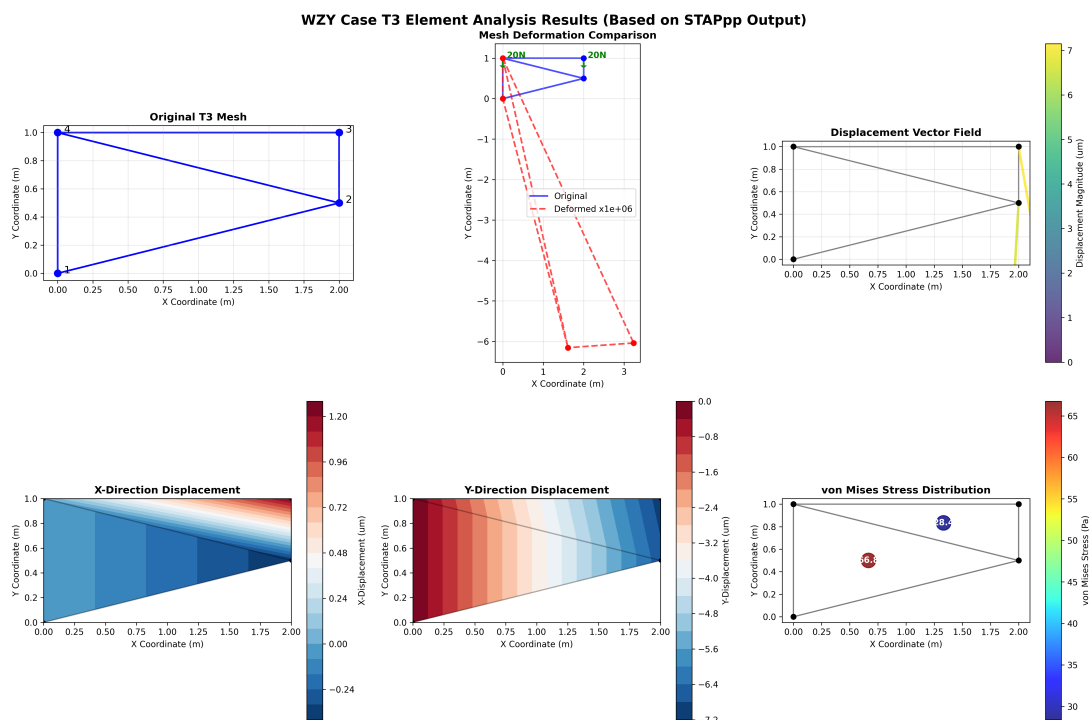 WZY Case T3 Element Analysis Results (Based on STAPpp Output)
Original T3 Mesh
Y Coordinate (m)
1.0
0.8
0.6
0.4
0.2
0.0
4
3
2
1
0.00 0.25 0.50 0.75 1.00 1.25 1.50 1.75 2.00
X Coordinate (m)
Mesh Deformation Comparison
Y Coordinate (m)
1
0
−1
−2
−3
−4
−5
−6
20N
20N
Original
Deformed x1e+06
0 1 2 3
X Coordinate (m)
Displacement Vector Field
Y Coordinate (m)
1.0
0.8
0.6
0.4
0.2
0.0
0.00 0.25 0.50 0.75 1.00 1.25 1.50 1.75 2.00
X Coordinate (m)
7
6
5
4
3
2
1
0
Displacement Magnitude (um)
X-Direction Displacement
Y Coordinate (m)
1.0
0.8
0.6
0.4
0.2
0.0
0.00 0.25 0.50 0.75 1.00 1.25 1.50 1.75 2.00
X Coordinate (m)
1.20
0.96
0.72
0.48
0.24
0.00
−0.24
X-Displacement (um)
Y-Direction Displacement
Y Coordinate (m)
1.0
0.8
0.6
0.4
0.2
0.0
0.00 0.25 0.50 0.75 1.00 1.25 1.50 1.75 2.00
X Coordinate (m)
0.0
−0.8
−1.6
−2.4
−3.2
−4.0
−4.8
−5.6
−6.4
−7.2
Y-Displacement (um)
von Mises Stress Distribution
Y Coordinate (m)
1.0
0.8
0.6
0.4
0.2
0.0
0.00 0.25 0.50 0.75 1.00 1.25 1.50 1.75 2.00
X Coordinate (m)
65
60
55
50
45
40
35
30
von Mises Stress (Pa)